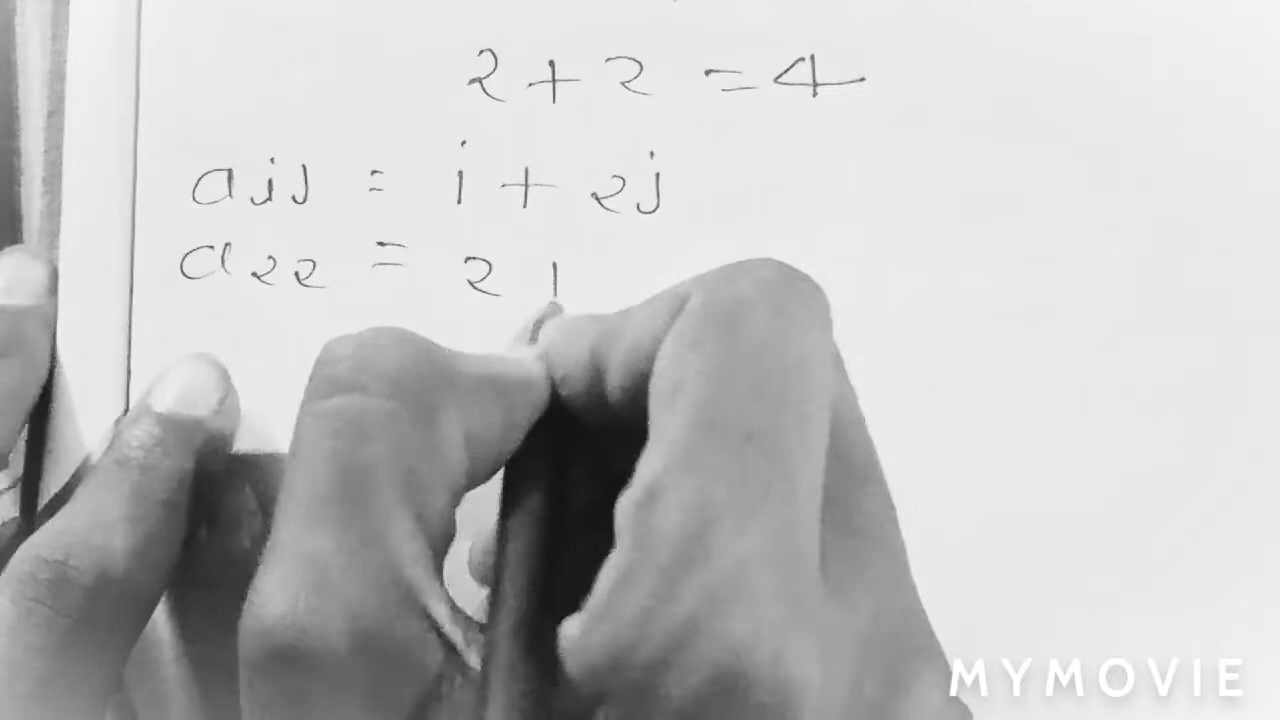 2 + 2 = 4
aij = i + 2j
a22 = 2
MYMOVIE